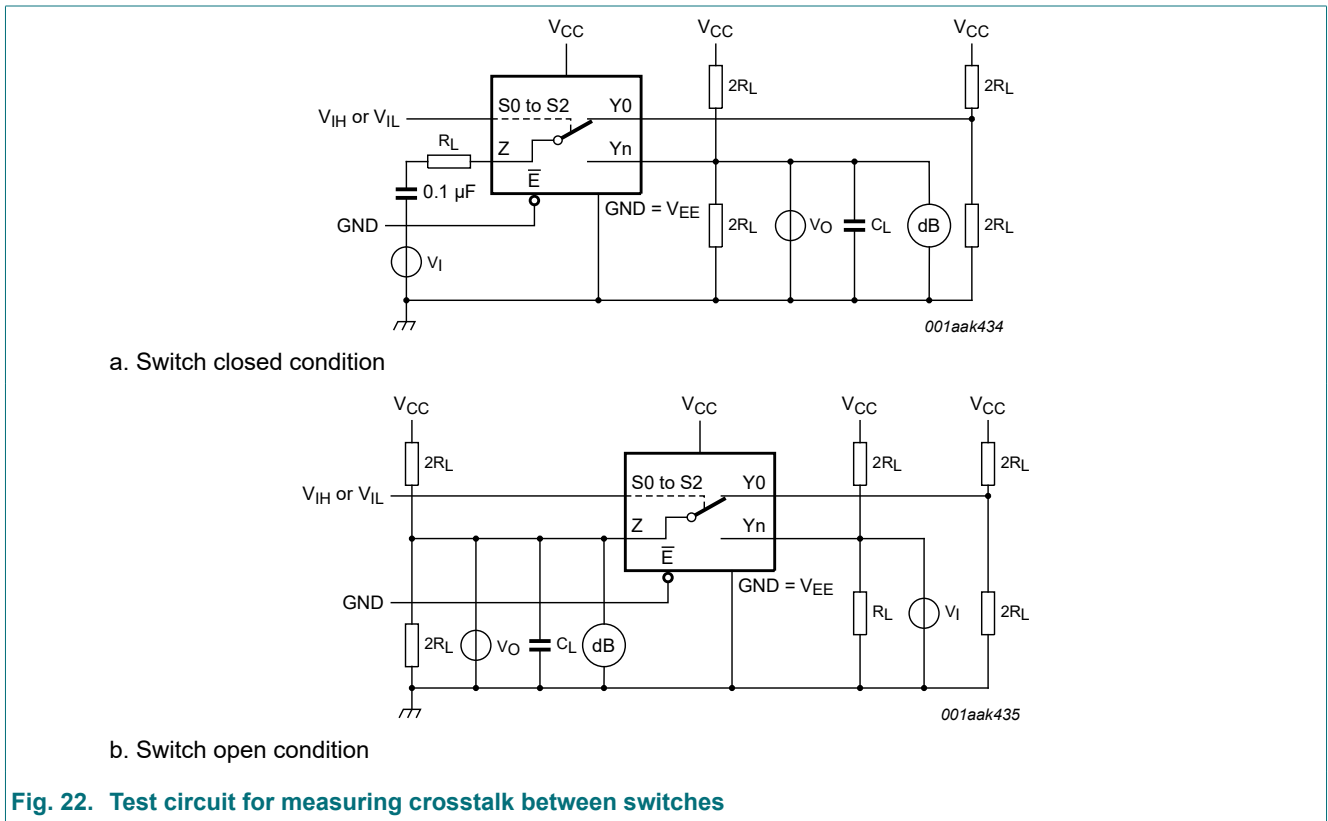 VCC VCC VCC
2RL 2RL
S0 to S2 Y0
VIH or VIL
RL
Z Yn
E̅
0.1 µF
GND = VEE
GND 2RL VO CL dB 2RL
VI
001aak434
a. Switch closed condition
VCC VCC VCC VCC
2RL 2RL 2RL
S0 to S2 Y0
VIH or VIL
Z Yn
E̅
GND = VEE
GND
RL VI 2RL
2RL VO CL dB
001aak435
b. Switch open condition
Fig. 22. Test circuit for measuring crosstalk between switches